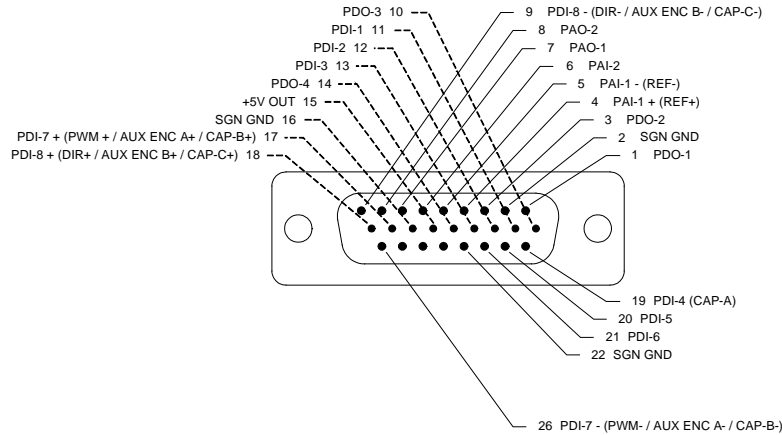 PDO-3 10
PDI-1 11
PDI-2 12
PDI-3 13
PDO-4 14
+5V OUT 15
SGN GND 16
PDI-7 + (PWM + / AUX ENC A+ / CAP-B+) 17
PDI-8 + (DIR+ / AUX ENC B+ / CAP-C+) 18
9 PDI-8 - (DIR- / AUX ENC B- / CAP-C-)
8 PAO-2
7 PAO-1
6 PAI-2
5 PAI-1 - (REF-)
4 PAI-1 + (REF+)
3 PDO-2
2 SGN GND
1 PDO-1
19 PDI-4 (CAP-A)
20 PDI-5
21 PDI-6
22 SGN GND
26 PDI-7 - (PWM- / AUX ENC A- / CAP-B-)